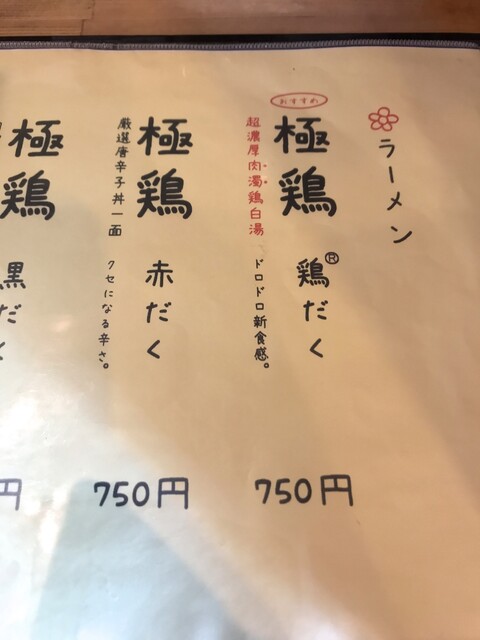 ラーメン
おすすめ
極鶏
鶏だく®
超濃厚肉濁鶏白湯
ドロドロ新食感。
750円
極鶏
赤だく
厳選唐辛子丼一面
クセになる辛さ。
750円
極鶏
黒だく
円